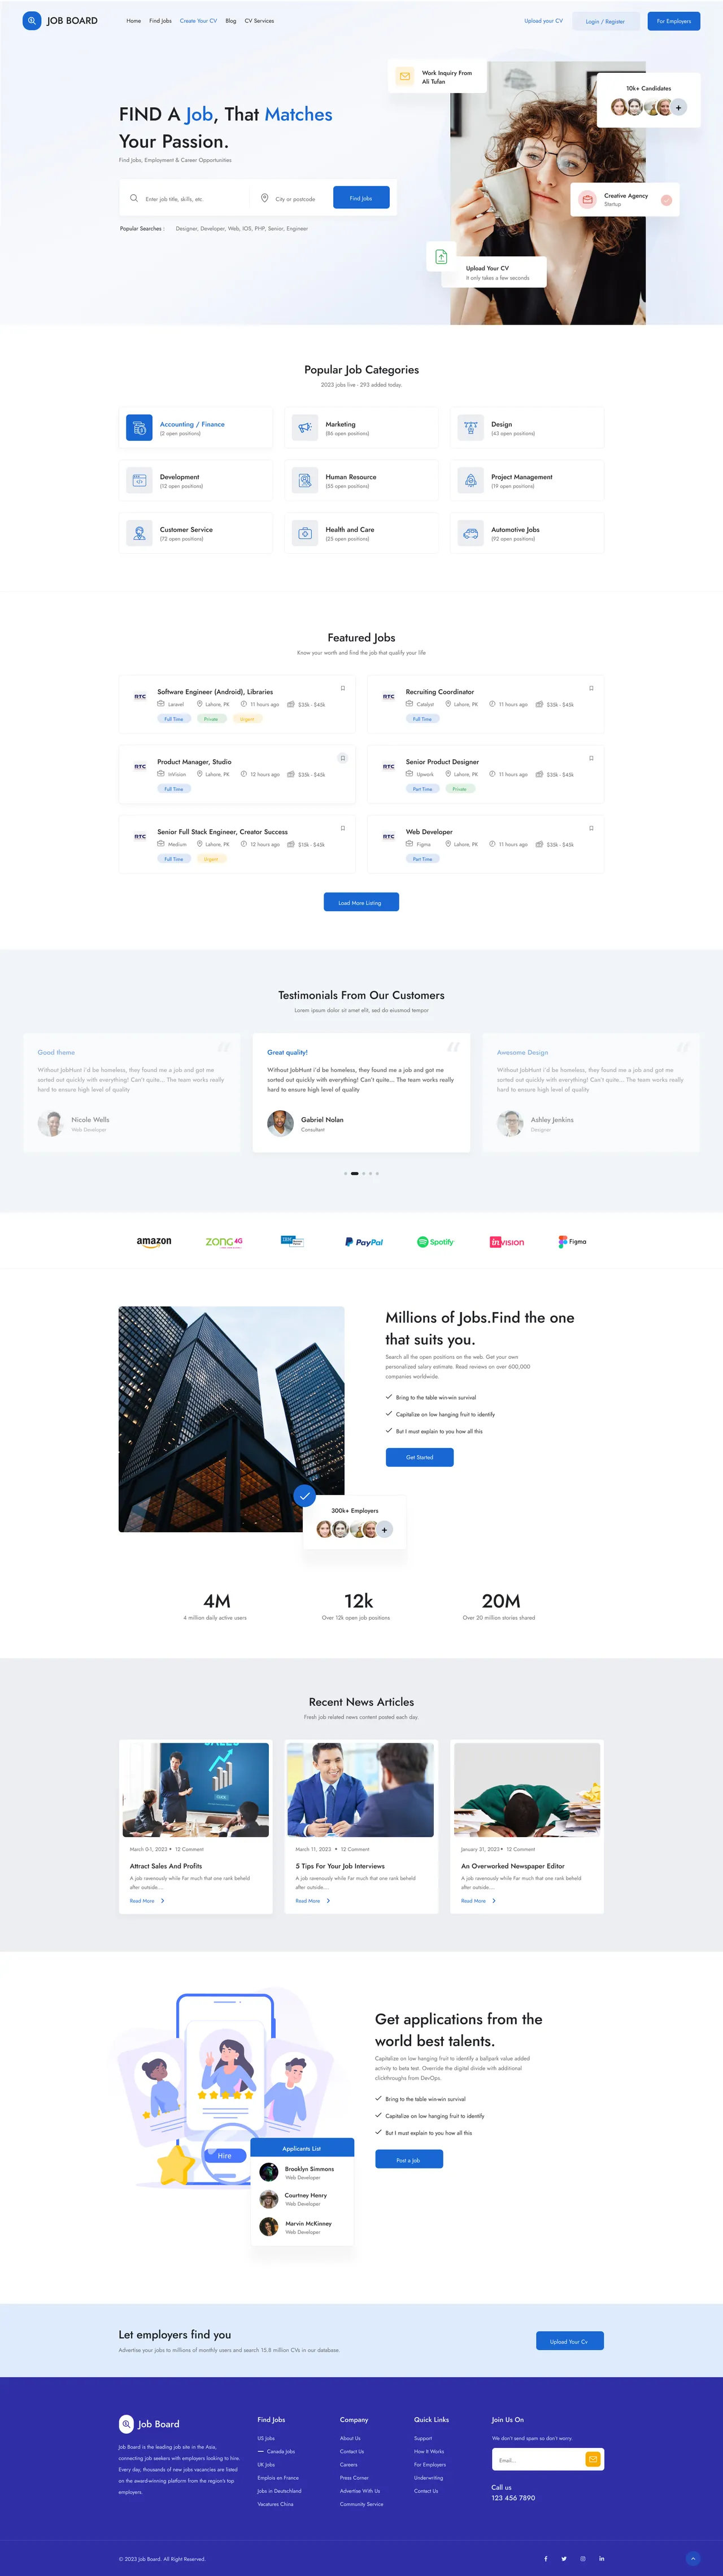 JOB BOARD
Home Find Jobs Create Your CV Blog CV Services
Upload your CV Login / Register For Employers
Work Inquiry From
Ali Tufan
10k+ Candidates
FIND A Job, That Matches
Your Passion.
Find Jobs, Employment & Career Opportunities
Enter job title, skills, etc. City or postcode Find Jobs
Popular Searches : Designer, Developer, Web, IOS, PHP, Senior, Engineer
Creative Agency
Startup
Upload Your CV
It only takes a few seconds
Popular Job Categories
2023 jobs live - 293 added today.
Accounting / Finance
(2 open positions)
Marketing
(86 open positions)
Design
(43 open positions)
Development
(12 open positions)
Human Resource
(55 open positions)
Project Management
(19 open positions)
Customer Service
(72 open positions)
Health and Care
(25 open positions)
Automotive Jobs
(92 open positions)
Featured Jobs
Know your worth and find the job that qualify your life
RTC
Software Engineer (Android), Libraries
Laravel Lahore, PK 11 hours ago $35k - $45k
Full Time Private Urgent
RTC
Recruiting Coordinator
Catalyst Lahore, PK 11 hours ago $35k - $45k
Full Time
RTC
Product Manager, Studio
InVision Lahore, PK 12 hours ago $35k - $45k
Full Time
RTC
Senior Product Designer
Upwork Lahore, PK 11 hours ago $35k - $45k
Part Time Private
RTC
Senior Full Stack Engineer, Creator Success
Medium Lahore, PK 12 hours ago $15k - $45k
Full Time Urgent
RTC
Web Developer
Figma Lahore, PK 11 hours ago $35k - $45k
Part Time
Load More Listing
Testimonials From Our Customers
Lorem ipsum dolor sit amet elit, sed do eiusmod tempor
Good theme
Without JobHunt i'd be homeless, they found me a job and got me
sorted out quickly with everything! Can't quite... The team works really
hard to ensure high level of quality
Nicole Wells
Web Developer
Great quality!
Without JobHunt i'd be homeless, they found me a job and got me
sorted out quickly with everything! Can't quite... The team works really
hard to ensure high level of quality
Gabriel Nolan
Consultant
Awesome Design
Without JobHunt i'd be homeless, they found me a job and got me
sorted out quickly with everything! Can't quite... The team works really
hard to ensure high level of quality
Ashley Jenkins
Designer
amazon ZONG 4G IBM PayPal Spotify invision Figma
Millions of Jobs.Find the one
that suits you.
Search all the open positions on the web. Get your own
personalized salary estimate. Read reviews on over 600,000
companies worldwide.
Bring to the table win-win survival
Capitalize on low hanging fruit to identify
But I must explain to you how all this
Get Started
300k+ Employers
4M
4 million daily active users
12k
Over 12k open job positions
20M
Over 20 million stories shared
Recent News Articles
Fresh job related news content posted each day.
SALES
March 0-1, 2023 • 12 Comment
Attract Sales And Profits
A job ravenously while Far much that one rank beheld
after outside....
Read More
March 11, 2023 • 12 Comment
5 Tips For Your Job Interviews
A job ravenously while Far much that one rank beheld
after outside....
Read More
January 31, 2023 • 12 Comment
An Overworked Newspaper Editor
A job ravenously while Far much that one rank beheld
after outside....
Read More
Hire
Applicants List
Brooklyn Simmons
Web Developer
Courtney Henry
Web Developer
Marvin McKinney
Web Developer
Get applications from the
world best talents.
Capitalize on low hanging fruit to identify a ballpark value added
activity to beta test. Override the digital divide with additional
clickthroughs from DevOps.
Bring to the table win-win survival
Capitalize on low hanging fruit to identify
But I must explain to you how all this
Post a Job
Let employers find you
Advertise your jobs to millions of monthly users and search 15.8 million CVs in our database.
Upload Your Cv
Job Board
Job Board is the leading job site in the Asia,
connecting job seekers with employers looking to hire.
Every day, thousands of new jobs vacancies are listed
on the award-winning platform from the region's top
employers.
Find Jobs
US Jobs
Canada Jobs
UK Jobs
Emplois en France
Jobs in Deutschland
Vacatures China
Company
About Us
Contact Us
Careers
Press Corner
Advertise With Us
Community Service
Quick Links
Support
How It Works
For Employers
Underwriting
Contact Us
Join Us On
We don't send spam so don't worry.
Email...
Call us
123 456 7890
© 2023 Job Board. All Right Reserved.